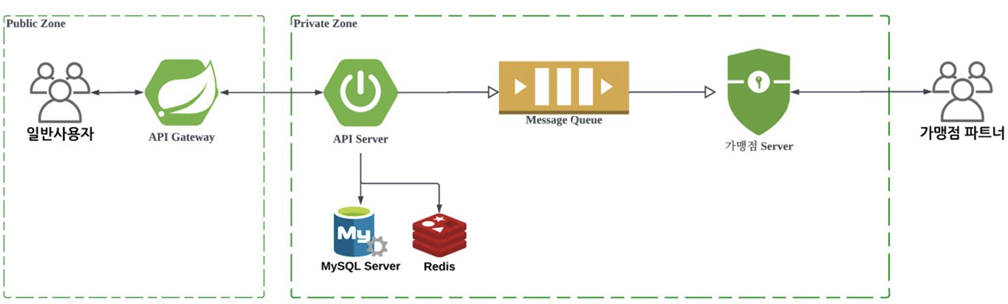 Public Zone
Private Zone
일반사용자
API Gateway
API Server
Message Queue
가맹점 Server
가맹점 파트너
My
MySQL Server
Redis